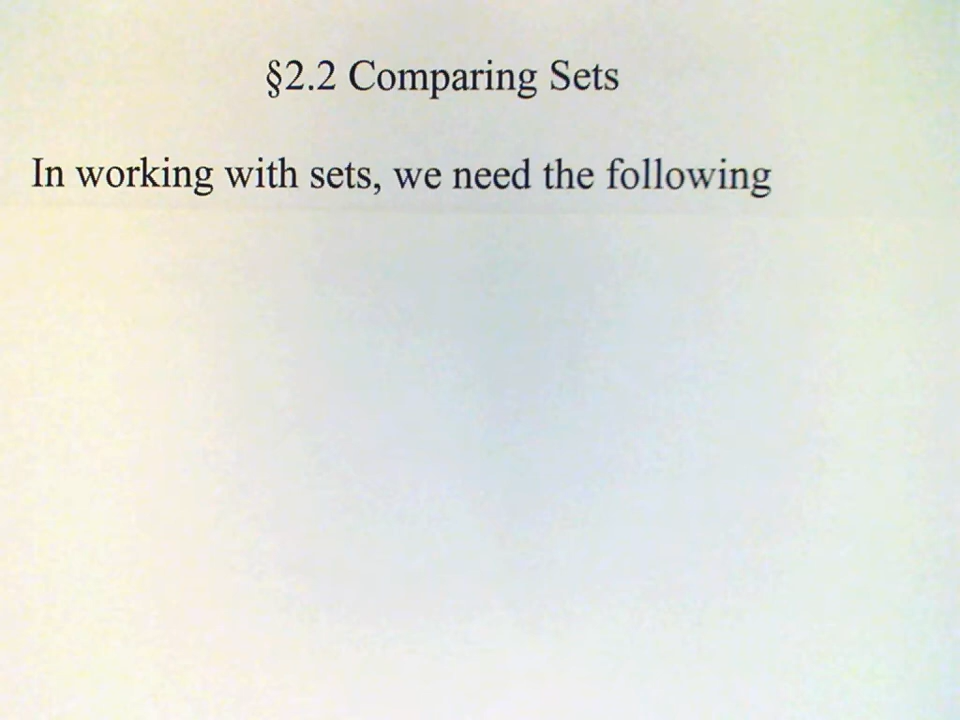 §2.2 Comparing Sets
In working with sets, we need the following